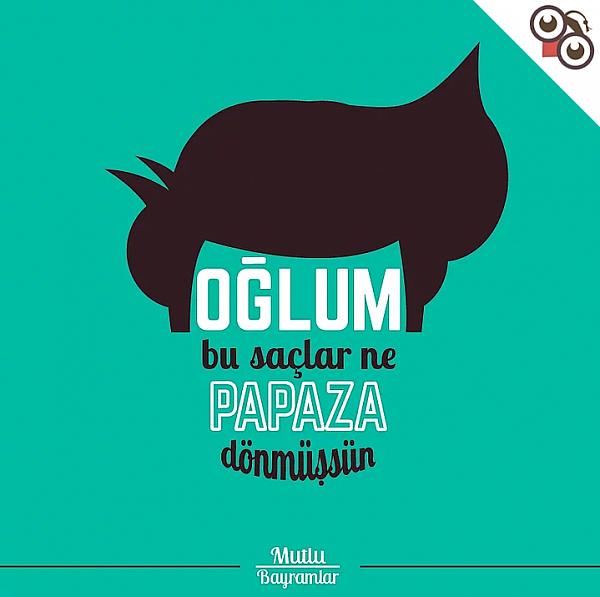 OĞLUM
bu saçlar ne
PAPAZA
dönmüşsün
Mutlu
Bayramlar